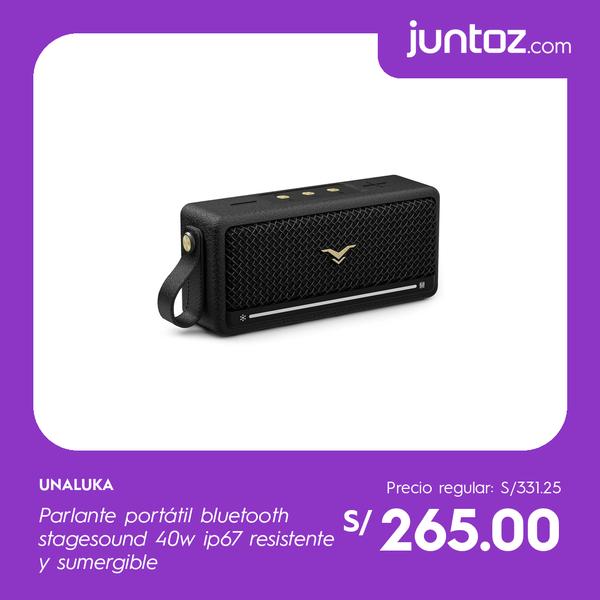 juntoz.com
UNALUKA
Parlante portátil bluetooth
stagesound 40w ip67 resistente
y sumergible
Precio regular: S/331.25
S/ 265.00